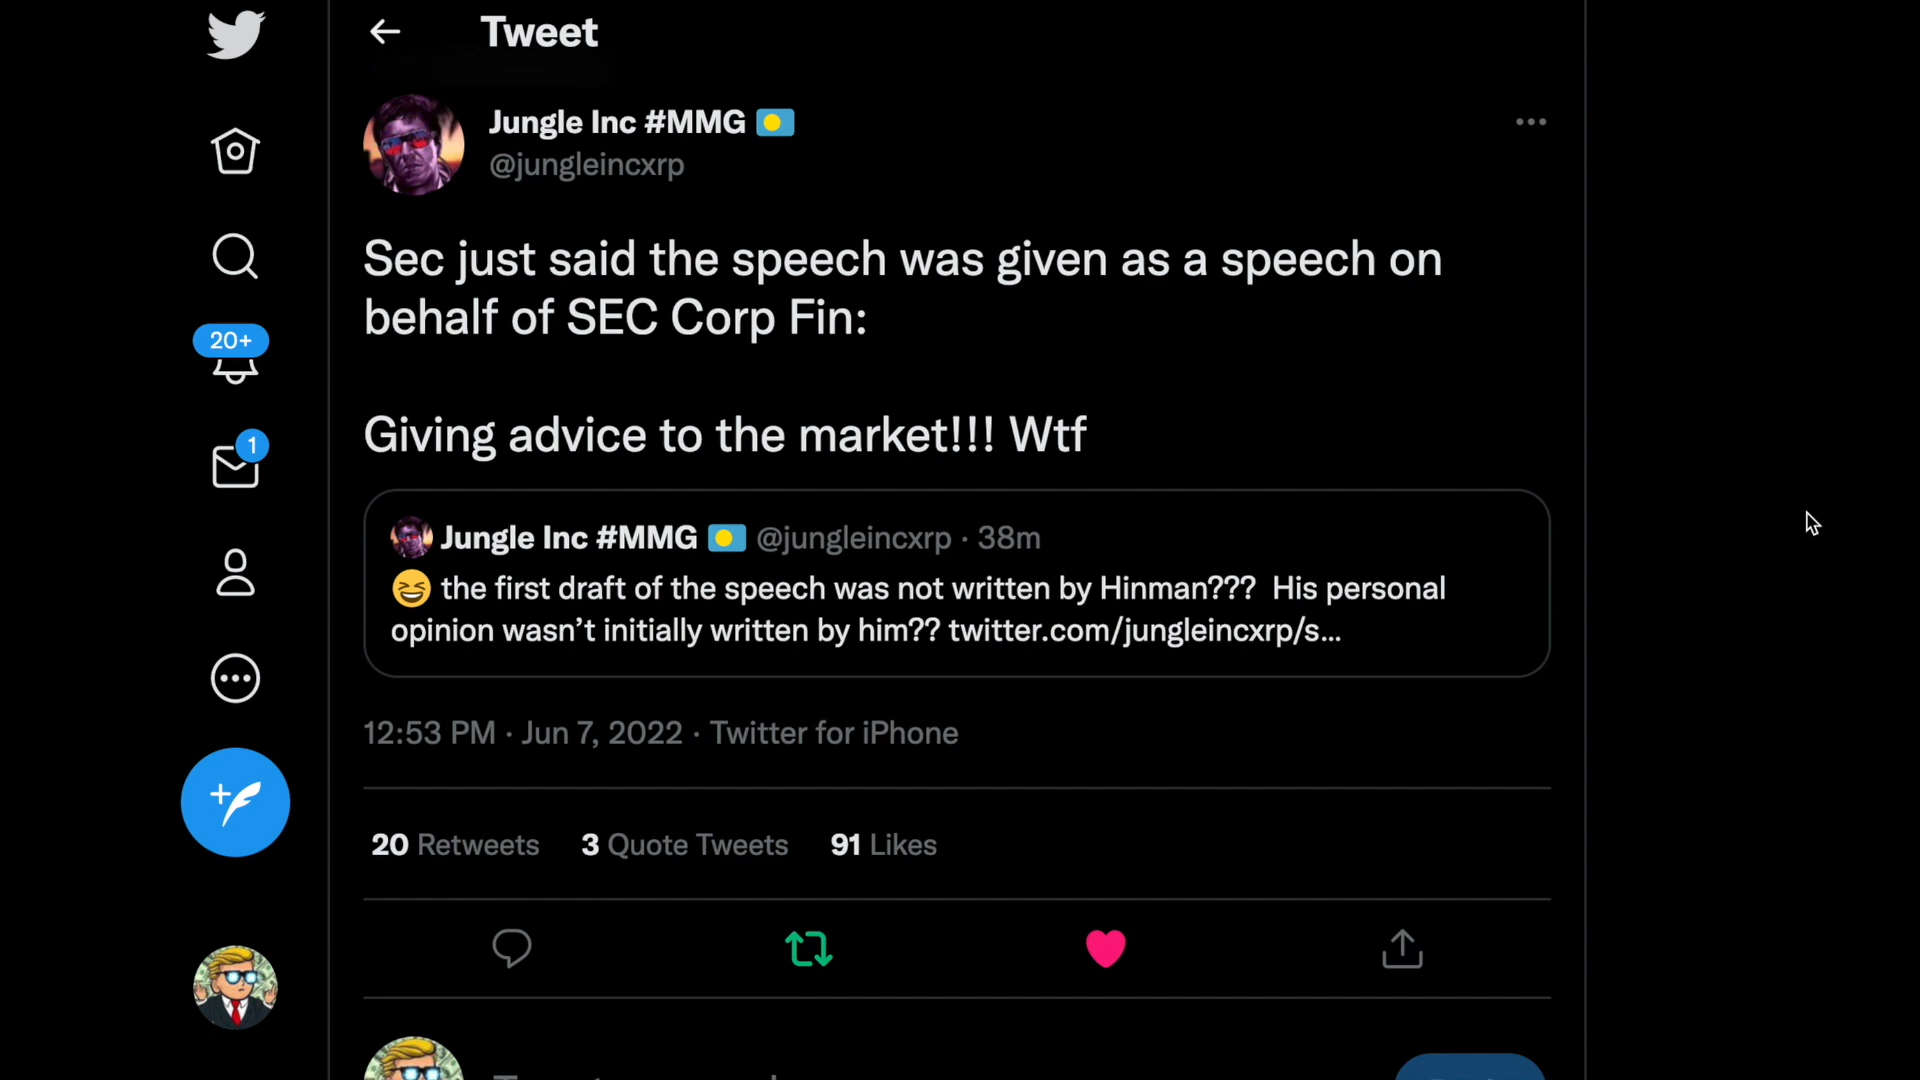 Tweet
Jungle Inc #MMG 🇵🇼
@jungleincxrp
Sec just said the speech was given as a speech on
behalf of SEC Corp Fin:
20+
Giving advice to the market!!! Wtf
1
Jungle Inc #MMG 🇵🇼 @jungleincxrp · 38m
😆 the first draft of the speech was not written by Hinman??? His personal
opinion wasn’t initially written by him?? twitter.com/jungleincxrp/s…
12:53 PM · Jun 7, 2022 · Twitter for iPhone
20 Retweets 3 Quote Tweets 91 Likes